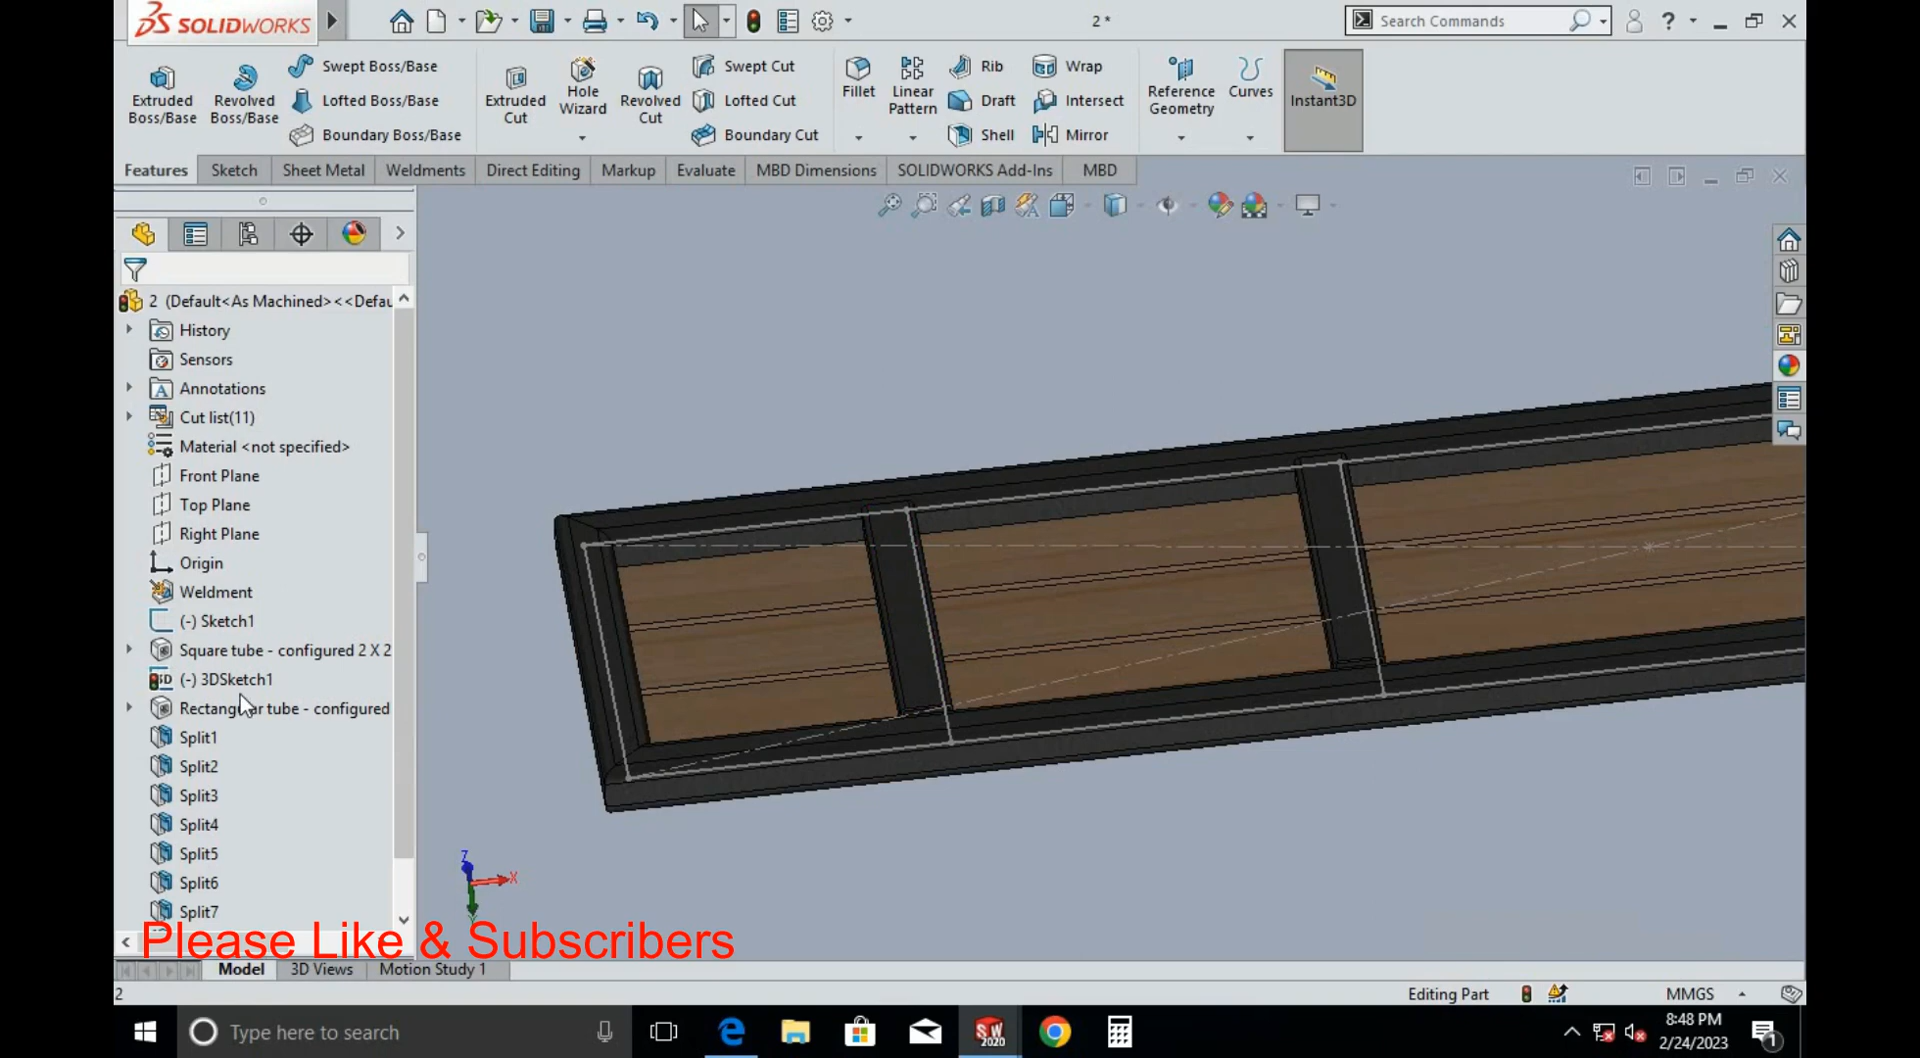 SOLIDWORKS
2 *
Search Commands
?
Extruded Boss/Base
Revolved Boss/Base
Swept Boss/Base
Lofted Boss/Base
Boundary Boss/Base
Extruded Cut
Hole Wizard
Revolved Cut
Swept Cut
Lofted Cut
Boundary Cut
Fillet
Linear Pattern
Rib
Draft
Shell
Wrap
Intersect
Mirror
Reference Geometry
Curves
Instant3D
Features
Sketch
Sheet Metal
Weldments
Direct Editing
Markup
Evaluate
MBD Dimensions
SOLIDWORKS Add-Ins
MBD
2 (Default<As Machined><<Defau
History
Sensors
Annotations
Cut list(11)
Material <not specified>
Front Plane
Top Plane
Right Plane
Origin
Weldment
(-) Sketch1
Square tube - configured 2 X 2
(-) 3DSketch1
Rectangular tube - configured
Split1
Split2
Split3
Split4
Split5
Split6
Split7
Z
X
Y
Please Like & Subscribers
Model
3D Views
Motion Study 1
2
Editing Part
MMGS
Type here to search
SW 2020
8:48 PM
2/24/2023
1